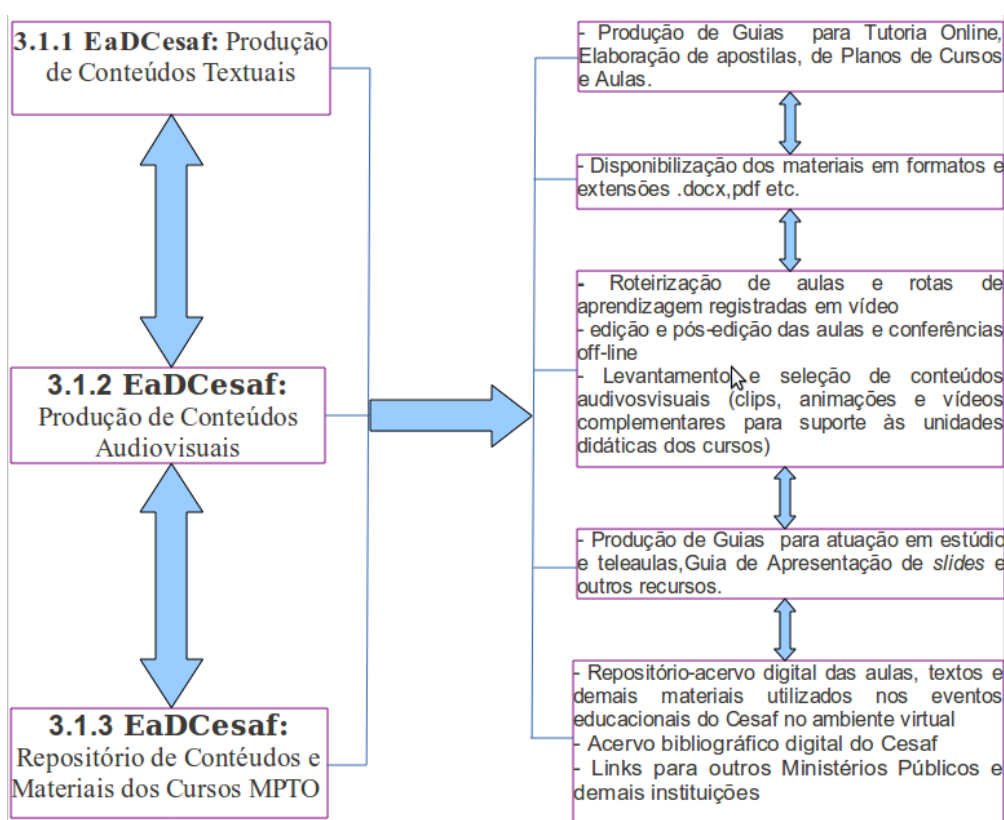 3.1.1 EaDCesaf: Produção
de Conteúdos Textuais
3.1.2 EaDCesaf:
Produção de Conteúdos
Audiovisuais
3.1.3 EaDCesaf:
Repositório de Contéudos e
Materiais dos Cursos MPTO
- Produção de Guias para Tutoria Online,
Elaboração de apostilas, de Planos de Cursos
e Aulas.
- Disponibilização dos materiais em formatos e
extensões .docx,pdf etc.
- Roteirização de aulas e rotas de
aprendizagem registradas em vídeo
- edição e pós-edição das aulas e conferências
off-line
- Levantamento e seleção de conteúdos
audivosvisuais (clips, animações e vídeos
complementares para suporte às unidades
didáticas dos cursos)
- Produção de Guias para atuação em estúdio
e teleaulas,Guia de Apresentação de slides e
outros recursos.
- Repositório-acervo digital das aulas, textos e
demais materiais utilizados nos eventos
educacionais do Cesaf no ambiente virtual
- Acervo bibliográfico digital do Cesaf
- Links para outros Ministérios Públicos e
demais instituições